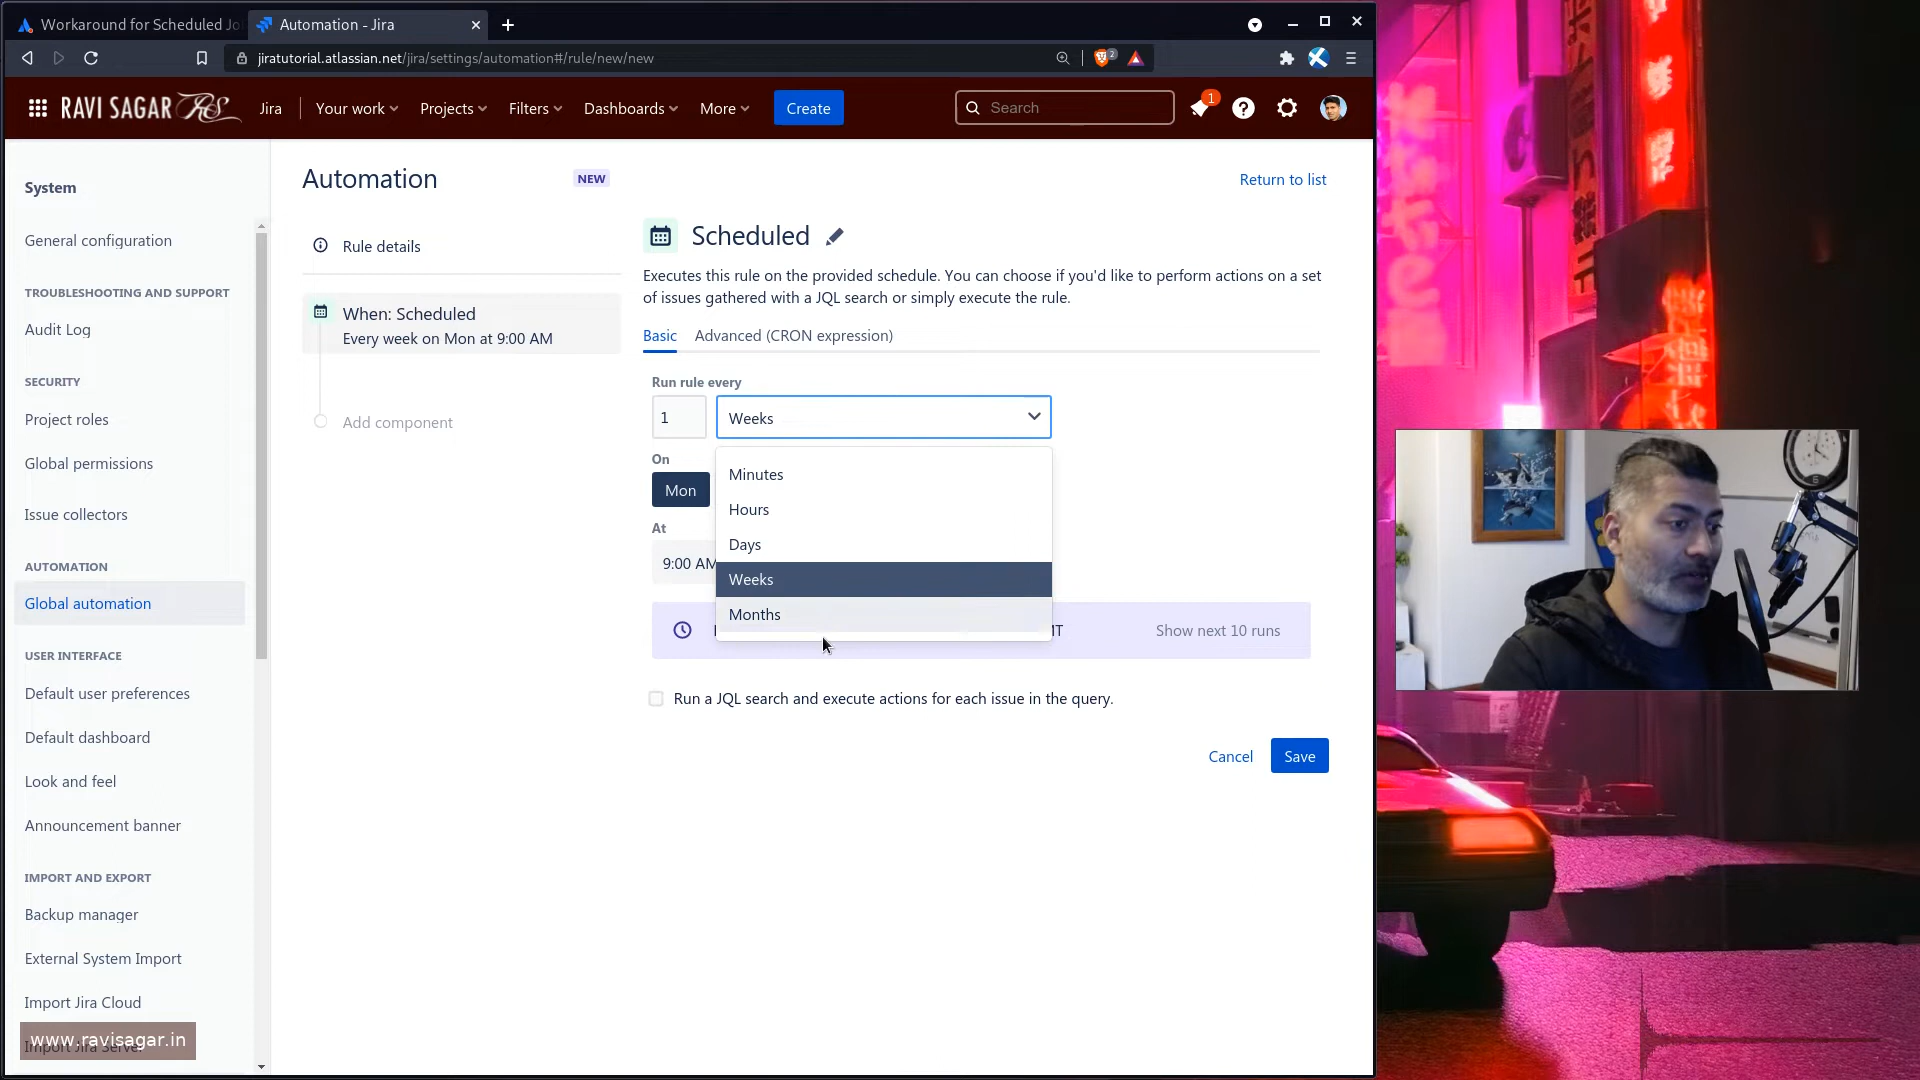 Workaround for Scheduled Jo
Automation - Jira
jiratutorial.atlassian.net/jira/settings/automation#/rule/new/new
2
RAVI SAGAR RS
Jira
Your work
Projects
Filters
Dashboards
More
Create
Search
1
System
General configuration
TROUBLESHOOTING AND SUPPORT
Audit Log
SECURITY
Project roles
Global permissions
Issue collectors
AUTOMATION
Global automation
USER INTERFACE
Default user preferences
Default dashboard
Look and feel
Announcement banner
IMPORT AND EXPORT
Backup manager
External System Import
Import Jira Cloud
Import Jira Server
www.ravisagar.in
Automation
NEW
Return to list
Rule details
When: Scheduled
Every week on Mon at 9:00 AM
Add component
Scheduled
Executes this rule on the provided schedule. You can choose if you'd like to perform actions on a set
of issues gathered with a JQL search or simply execute the rule.
Basic
Advanced (CRON expression)
Run rule every
1
Weeks
Minutes
Hours
Days
Weeks
Months
On
Mon
At
9:00 AM
Show next 10 runs
Run a JQL search and execute actions for each issue in the query.
Cancel
Save